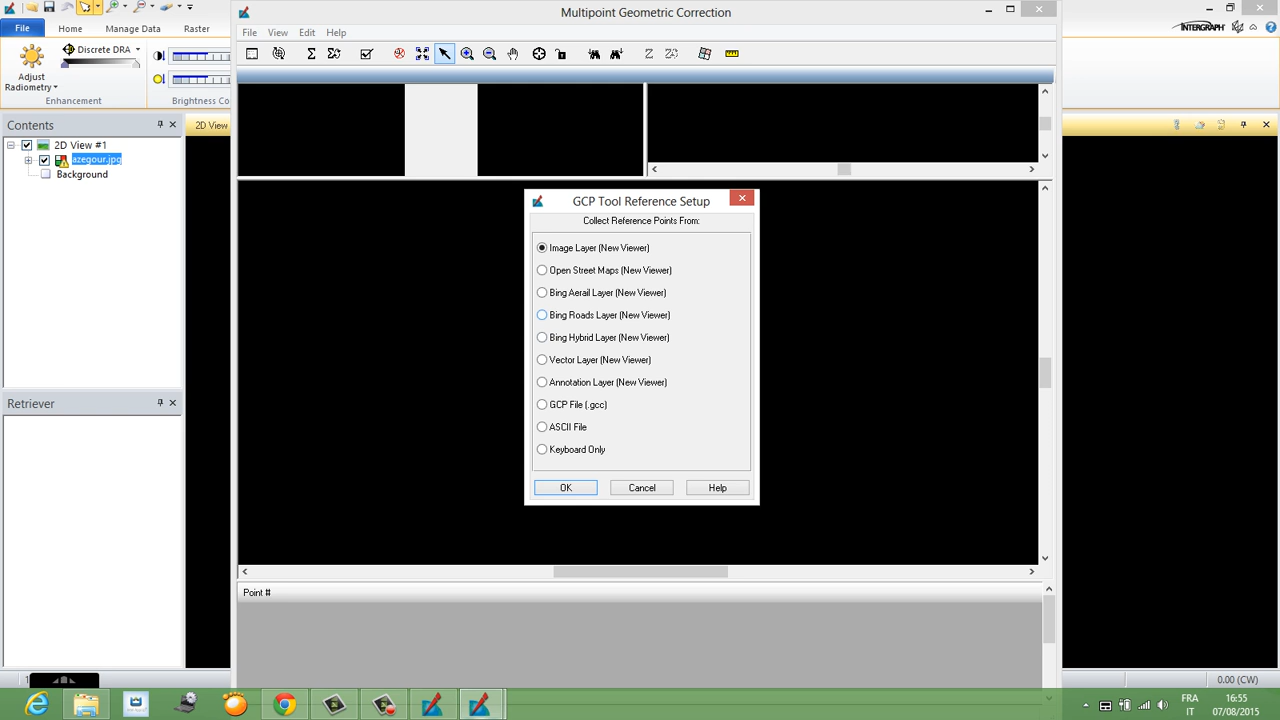 Multipoint Geometric Correction
File Home Manage Data Raster
INTERGRAPH
File View Edit Help
Discrete DRA
Adjust
Radiometry
Enhancement
Brightness Co
Contents
2D View
2D View #1
azegour.jpg
Background
GCP Tool Reference Setup
Collect Reference Points From:
Image Layer (New Viewer)
Open Street Maps (New Viewer)
Bing Aerail Layer (New Viewer)
Bing Roads Layer (New Viewer)
Bing Hybrid Layer (New Viewer)
Vector Layer (New Viewer)
Annotation Layer (New Viewer)
GCP File (.gcc)
ASCII File
Keyboard Only
OK Cancel Help
Retriever
Point #
0.00 (CW)
FRA 16:55
IT 07/08/2015